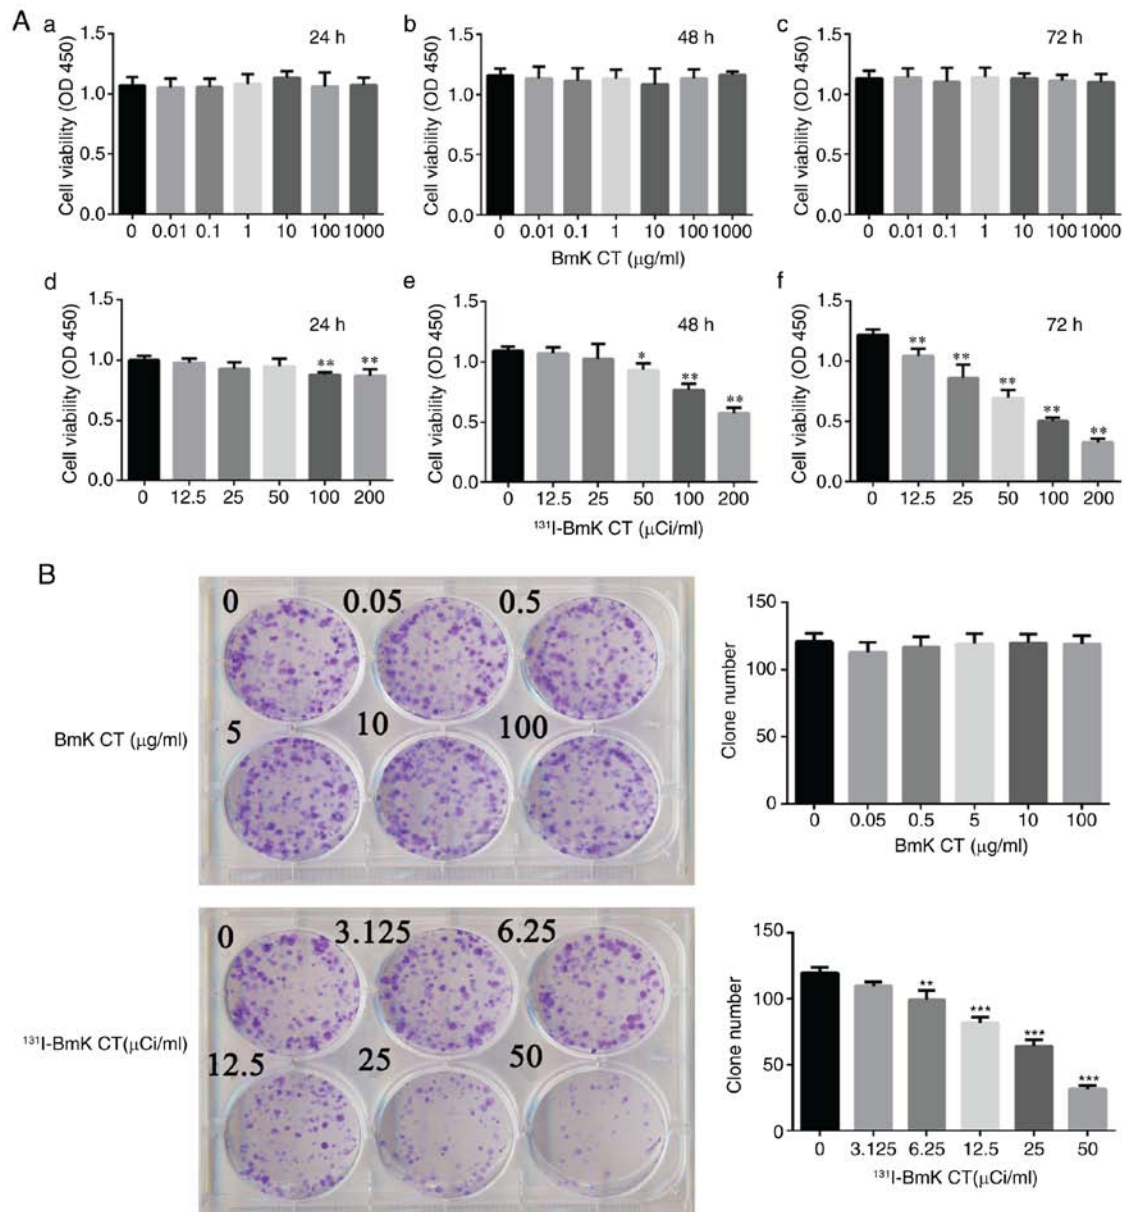 A
a
24 h
Cell viability (OD 450)
1.5
1.0
0.5
0.0
0 0.01 0.1 1 10 100 1000
b
48 h
Cell viability (OD 450)
1.5
1.0
0.5
0
0 0.01 0.1 1 10 100 1000
BmK CT (μg/ml)
c
72 h
Cell viability (OD 450)
1.5
1.0
0.5
0.0
0 0.01 0.1 1 10 100 1000
d
24 h
Cell viability (OD 450)
1.5
1.0
0.5
0.0
** **
0 12.5 25 50 100 200
e
48 h
Cell viability (OD 450)
1.5
1.0
0.5
0.0
* ** **
0 12.5 25 50 100 200
¹³¹I-BmK CT (μCi/ml)
f
72 h
Cell viability (OD 450)
1.5
1.0
0.5
0.0
** ** ** ** **
0 12.5 25 50 100 200
B
BmK CT (μg/ml)
0 0.05 0.5
5 10 100
Clone number
150
100
50
0
0 0.05 0.5 5 10 100
BmK CT (μg/ml)
¹³¹I-BmK CT(μCi/ml)
0 3.125 6.25
12.5 25 50
Clone number
150
100
50
0
** *** *** ***
0 3.125 6.25 12.5 25 50
¹³¹I-BmK CT(μCi/ml)